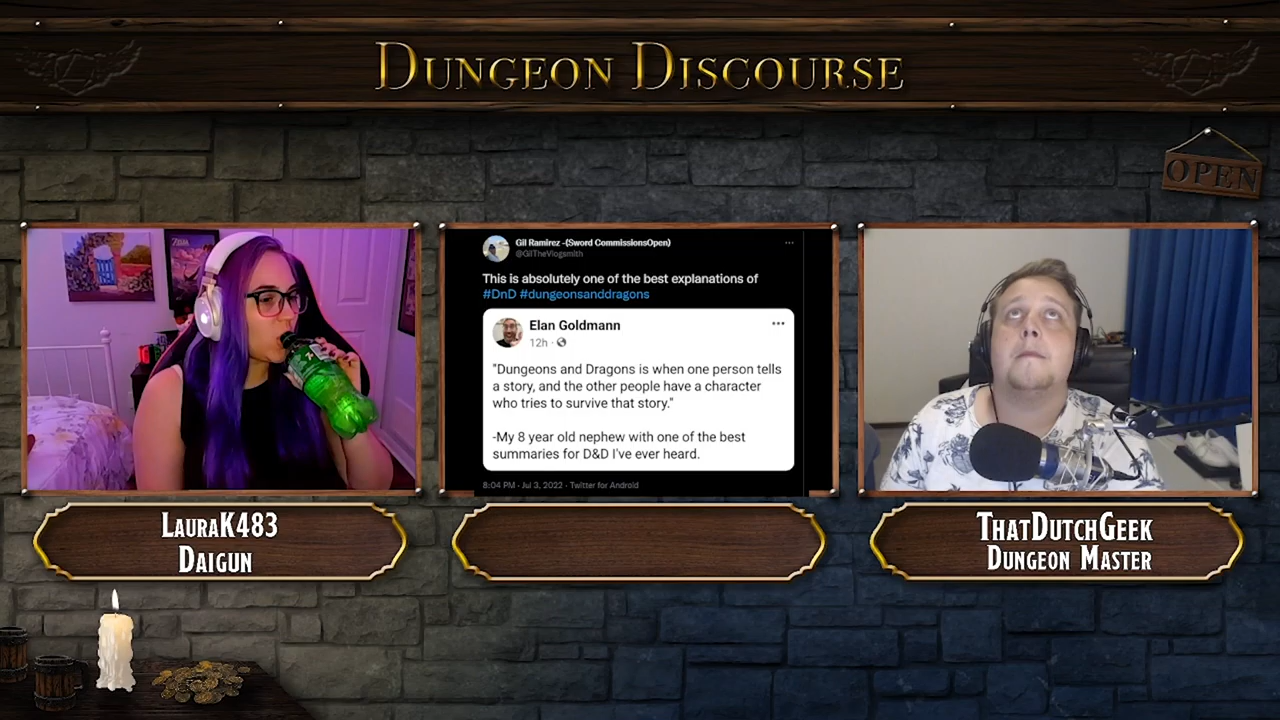 Dungeon Discourse
OPEN
ZELDA
Gil Ramirez -(Sword CommissionsOpen)
@GilTheVlogsmith
This is absolutely one of the best explanations of
#DnD #dungeonsanddragons
Elan Goldmann
12h ·
"Dungeons and Dragons is when one person tells
a story, and the other people have a character
who tries to survive that story."
-My 8 year old nephew with one of the best
summaries for D&D I've ever heard.
8:04 PM · Jul 3, 2022 · Twitter for Android
LauraK483
Daigun
ThatDutchGeek
Dungeon Master